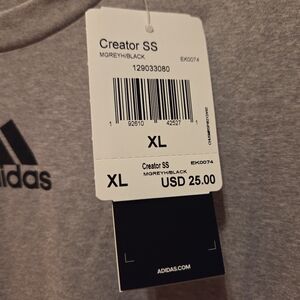 Creator SS
MGREYH/BLACK EK0074
129033080
1 92610 42527 1
XL
Creator SS EK0074
MGREYH/BLACK
XL USD 25.00
adidas
ADIDAS.COM